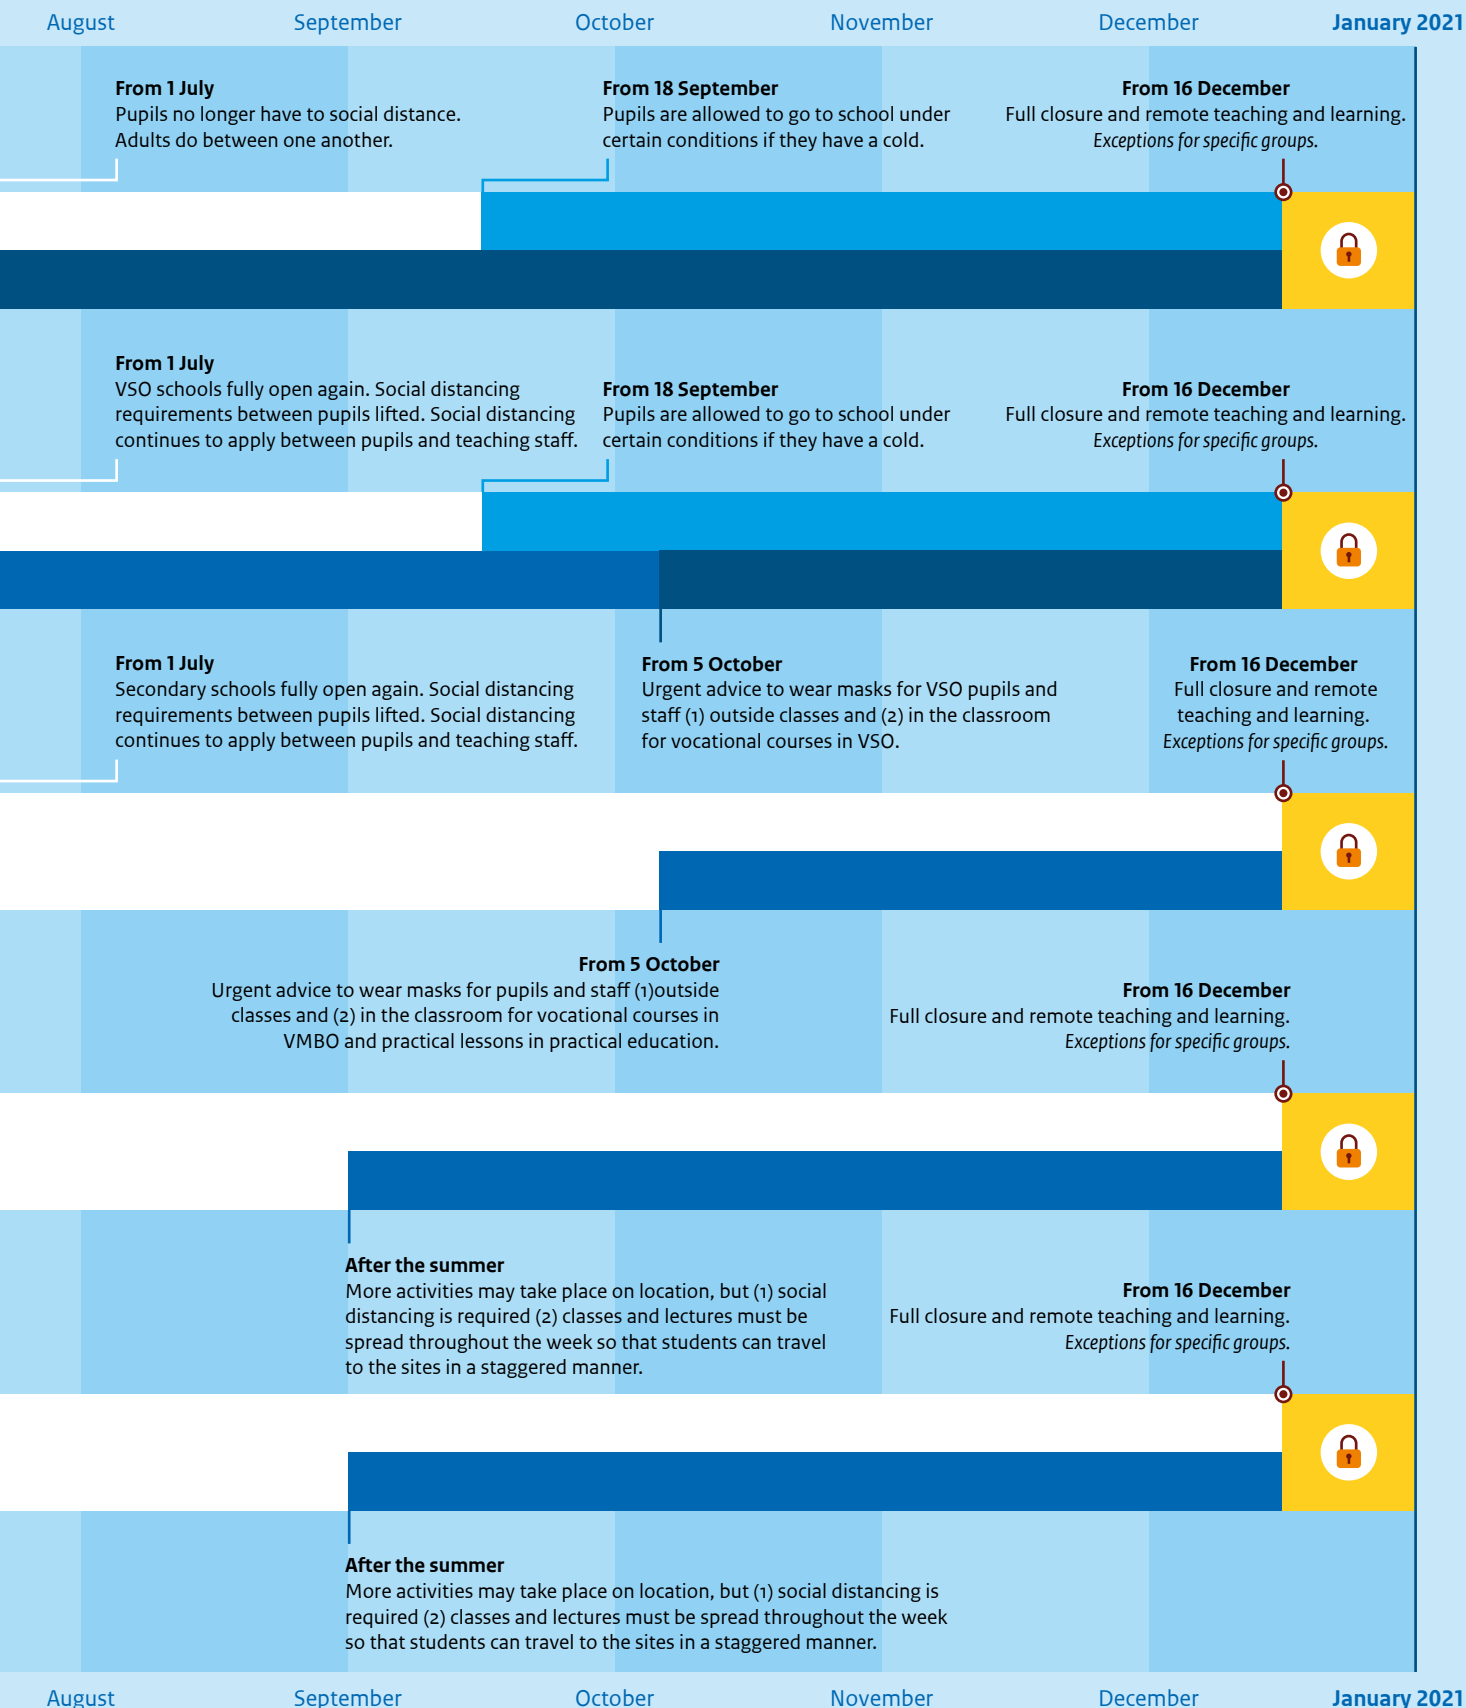 August September October November December January 2021
From 1 July
Pupils no longer have to social distance.
Adults do between one another.
From 18 September
Pupils are allowed to go to school under
certain conditions if they have a cold.
From 16 December
Full closure and remote teaching and learning.
Exceptions for specific groups.
From 1 July
VSO schools fully open again. Social distancing
requirements between pupils lifted. Social distancing
continues to apply between pupils and teaching staff.
From 18 September
Pupils are allowed to go to school under
certain conditions if they have a cold.
From 16 December
Full closure and remote teaching and learning.
Exceptions for specific groups.
From 1 July
Secondary schools fully open again. Social distancing
requirements between pupils lifted. Social distancing
continues to apply between pupils and teaching staff.
From 5 October
Urgent advice to wear masks for VSO pupils and
staff (1) outside classes and (2) in the classroom
for vocational courses in VSO.
From 16 December
Full closure and remote
teaching and learning.
Exceptions for specific groups.
From 5 October
Urgent advice to wear masks for pupils and staff (1)outside
classes and (2) in the classroom for vocational courses in
VMBO and practical lessons in practical education.
From 16 December
Full closure and remote teaching and learning.
Exceptions for specific groups.
After the summer
More activities may take place on location, but (1) social
distancing is required (2) classes and lectures must be
spread throughout the week so that students can travel
to the sites in a staggered manner.
From 16 December
Full closure and remote teaching and learning.
Exceptions for specific groups.
After the summer
More activities may take place on location, but (1) social distancing is
required (2) classes and lectures must be spread throughout the week
so that students can travel to the sites in a staggered manner.
August September October November December January 2021